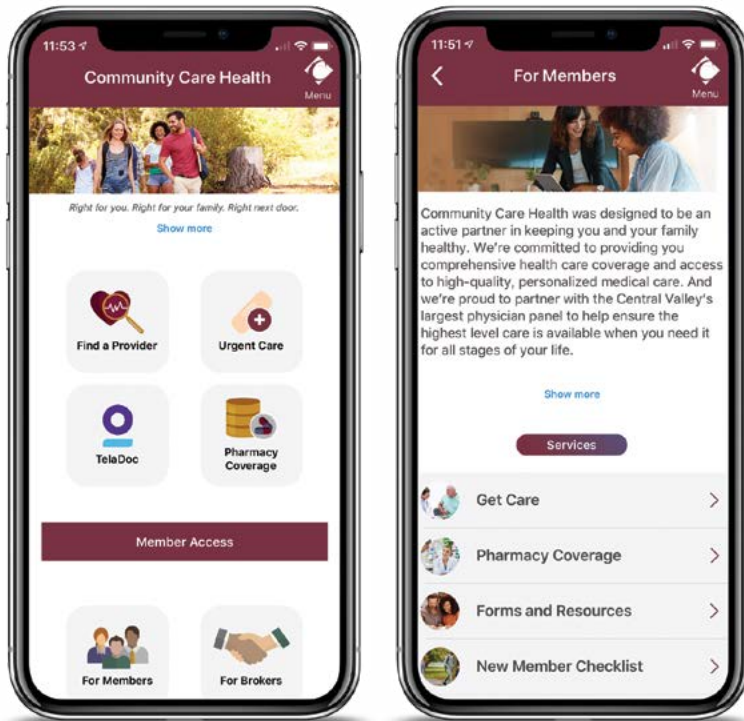 11:53
Community Care Health
Menu
Right for you. Right for your family. Right next door.
Show more
Find a Provider
Urgent Care
TelaDoc
Pharmacy
Coverage
Member Access
For Members
For Brokers
11:51
For Members
Menu
Community Care Health was designed to be an
active partner in keeping you and your family
healthy. We're committed to providing you
comprehensive health care coverage and access
to high-quality, personalized medical care. And
we're proud to partner with the Central Valley's
largest physician panel to help ensure the
highest level care is available when you need it
for all stages of your life.
Show more
Services
Get Care
Pharmacy Coverage
Forms and Resources
New Member Checklist